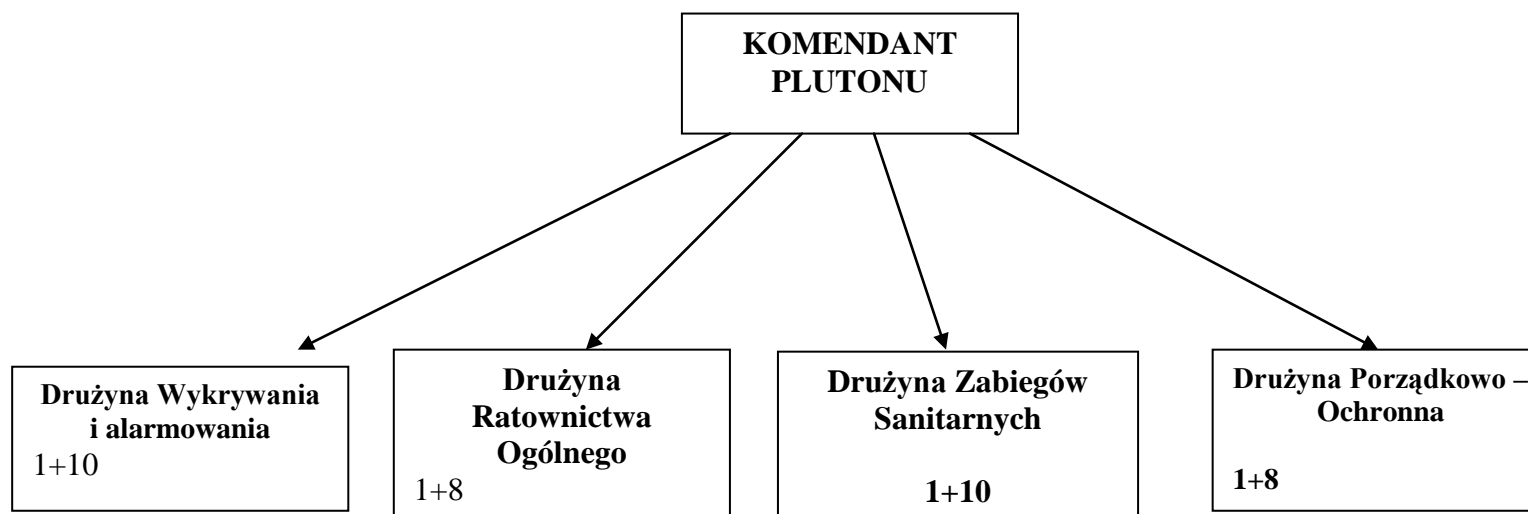 KOMENDANT
PLUTONU
Drużyna Wykrywania
i alarmowania
1+10
Drużyna
Ratownictwa
Ogólnego
1+8
Drużyna Zabiegów
Sanitarnych
1+10
Drużyna Porządkowo –
Ochronna
1+8